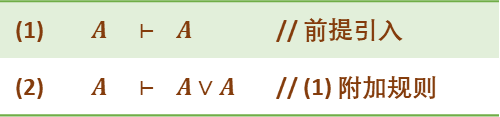 (1) A ⊢ A // 前提引入
(2) A ⊢ A ∨ A // (1) 附加规则